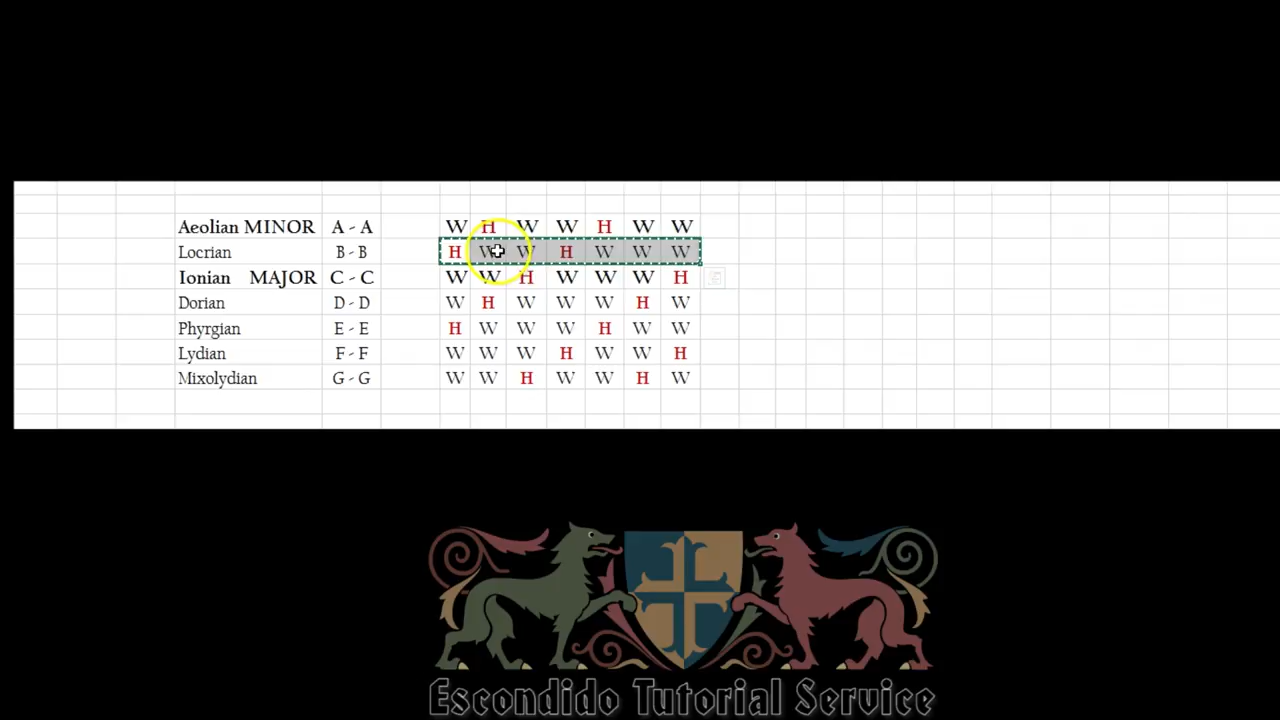 Aeolian MINOR A - A W H W W H W W
Locrian B - B H W W H W W W
Ionian MAJOR C - C W W H W W W H
Dorian D - D W H W W W H W
Phyrgian E - E H W W W H W W
Lydian F - F W W W H W W H
Mixolydian G - G W W H W W H W
Escondido Tutorial Service